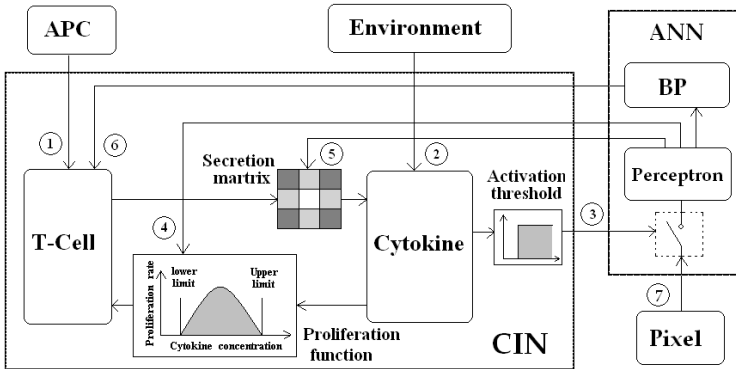 APC
Environment
ANN
BP
1
6
Secretion
martrix
5
2
Activation
threshold
Perceptron
3
T-Cell
4
Cytokine
lower
limit
Upper
limit
Proliferation rate
Cytokine concentration
Proliferation
function
CIN
7
Pixel